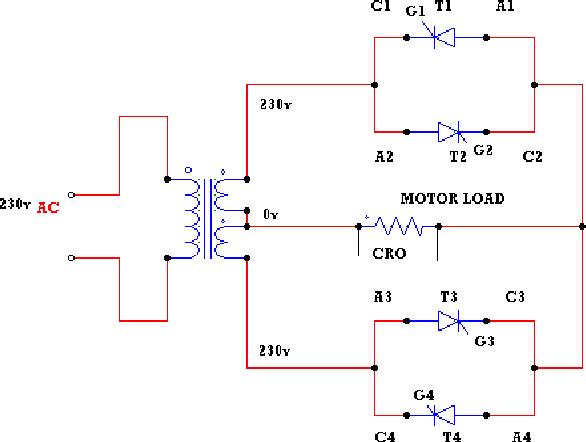 C1 G1 T1 A1
230v
A2 T2 G2 C2
230v AC
0v
MOTOR LOAD
CRO
A3 T3 C3
230v
G3
G4
C4 T4 A4